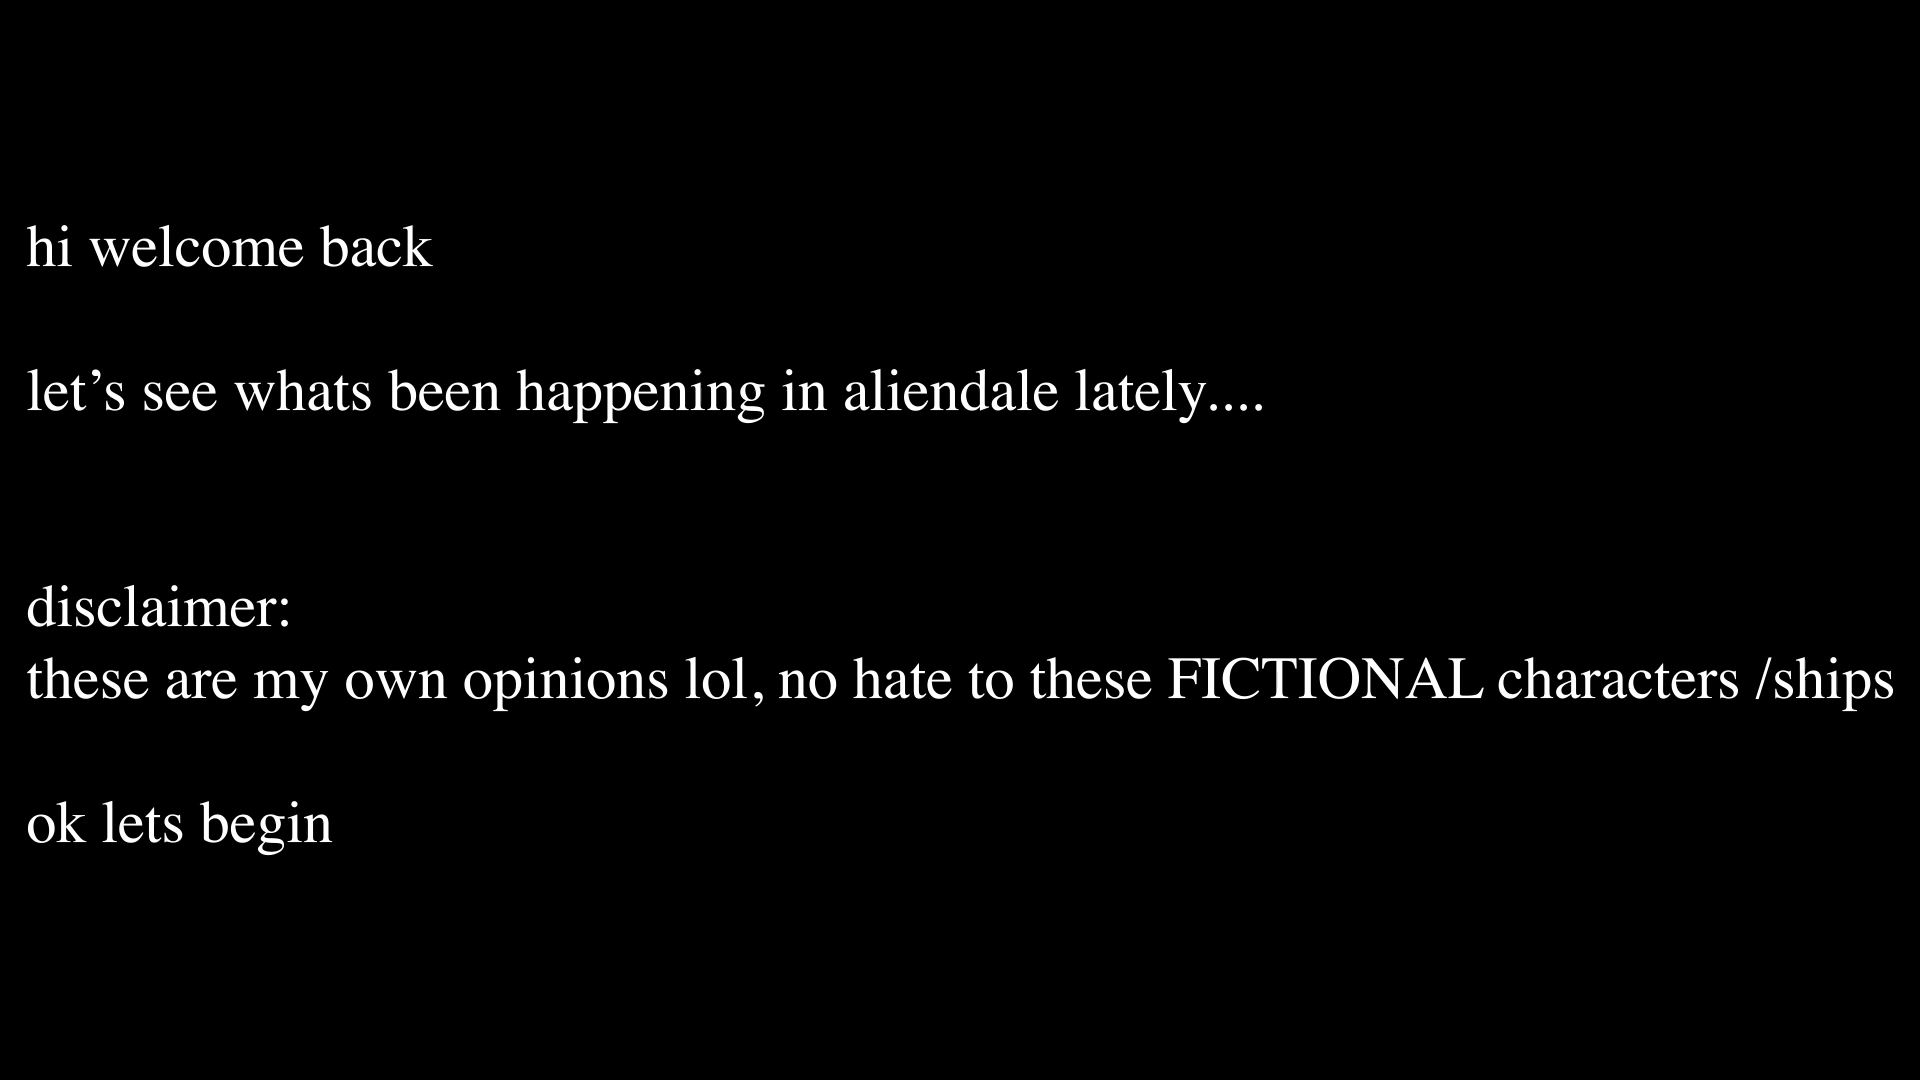 hi welcome back
let’s see whats been happening in aliendale lately....
disclaimer:
these are my own opinions lol, no hate to these FICTIONAL characters /ships
ok lets begin